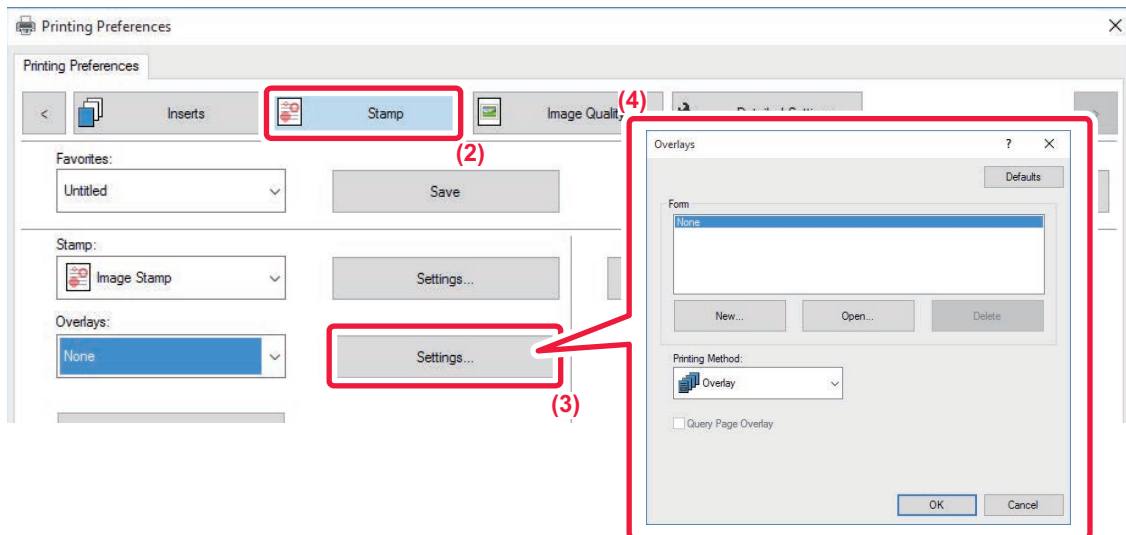 Printing Preferences
Printing Preferences
< Inserts Stamp Image Quality
(2)
(4)
Favorites:
Untitled Save
Stamp:
Image Stamp Settings...
Overlays:
None Settings...
(3)
Overlays ? X
Defaults
Form
None
New... Open... Delete
Printing Method:
Overlay
Query Page Overlay
OK Cancel